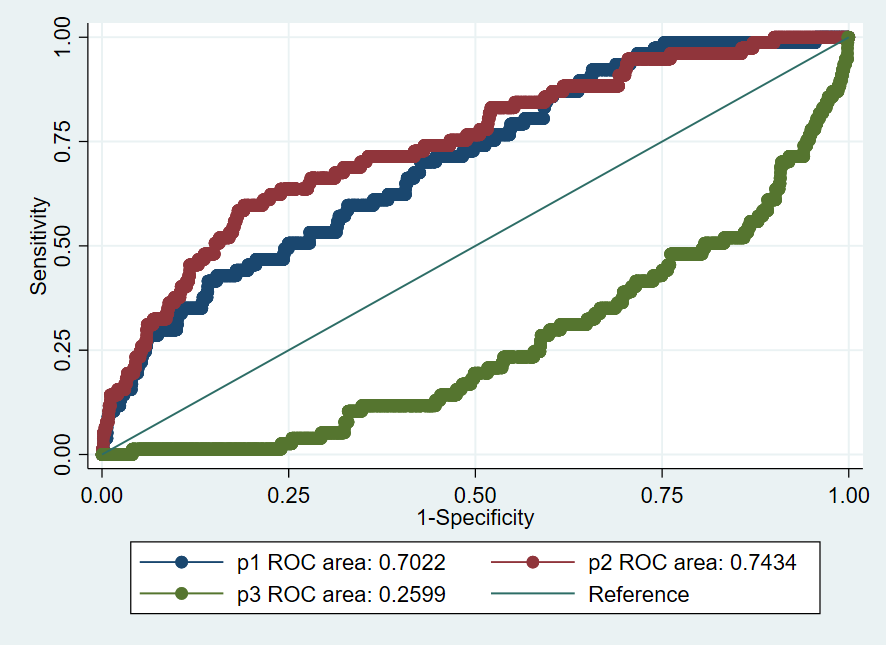 1.00
0.75
0.50
0.25
0.00
Sensitivity
0.00 0.25 0.50 0.75 1.00
1-Specificity
p1 ROC area: 0.7022 p2 ROC area: 0.7434
p3 ROC area: 0.2599 Reference